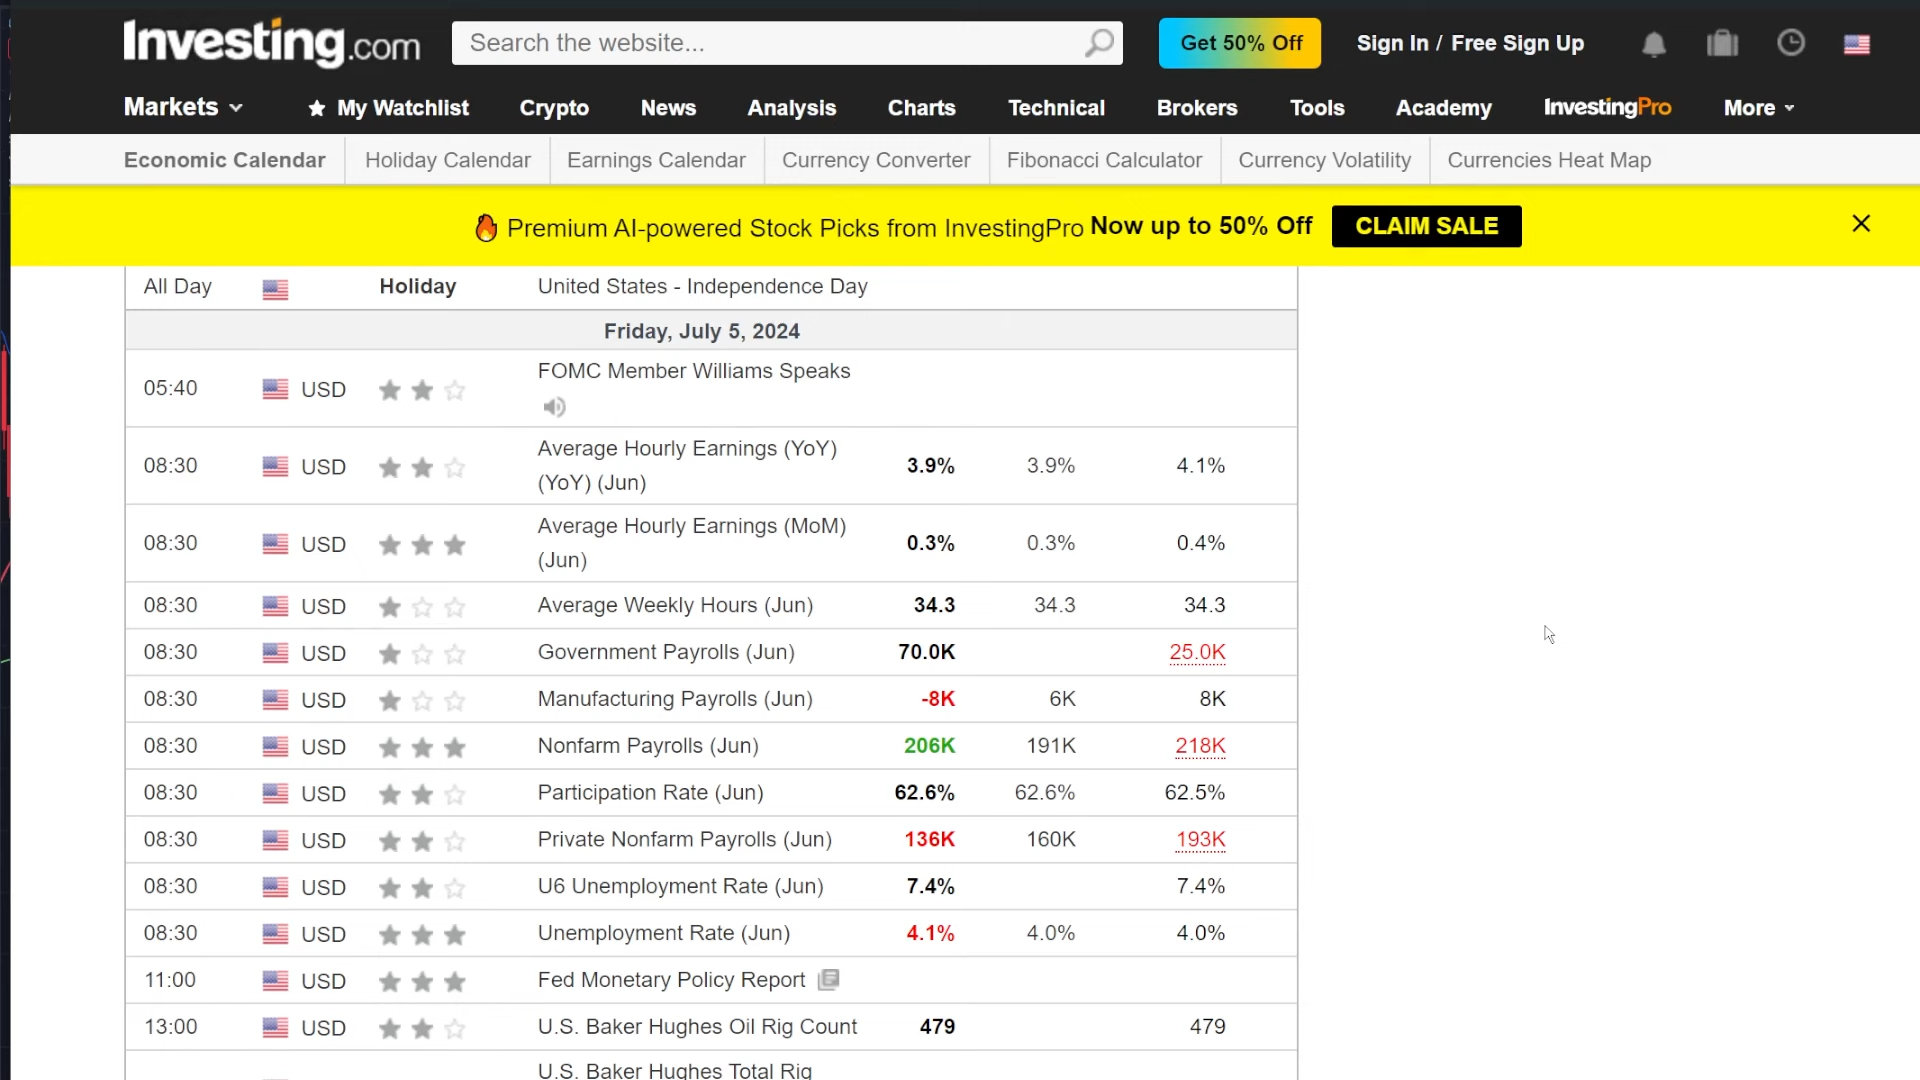 Investing.com Search the website... Get 50% Off Sign In / Free Sign Up
Markets My Watchlist Crypto News Analysis Charts Technical Brokers Tools Academy InvestingPro More
Economic Calendar Holiday Calendar Earnings Calendar Currency Converter Fibonacci Calculator Currency Volatility Currencies Heat Map
Premium AI-powered Stock Picks from InvestingPro Now up to 50% Off CLAIM SALE
All Day Holiday United States - Independence Day
Friday, July 5, 2024
05:40 USD FOMC Member Williams Speaks
08:30 USD Average Hourly Earnings (YoY) 3.9% 3.9% 4.1%
(YoY) (Jun)
08:30 USD Average Hourly Earnings (MoM) 0.3% 0.3% 0.4%
(Jun)
08:30 USD Average Weekly Hours (Jun) 34.3 34.3 34.3
08:30 USD Government Payrolls (Jun) 70.0K 25.0K
08:30 USD Manufacturing Payrolls (Jun) -8K 6K 8K
08:30 USD Nonfarm Payrolls (Jun) 206K 191K 218K
08:30 USD Participation Rate (Jun) 62.6% 62.6% 62.5%
08:30 USD Private Nonfarm Payrolls (Jun) 136K 160K 193K
08:30 USD U6 Unemployment Rate (Jun) 7.4% 7.4%
08:30 USD Unemployment Rate (Jun) 4.1% 4.0% 4.0%
11:00 USD Fed Monetary Policy Report
13:00 USD U.S. Baker Hughes Oil Rig Count 479 479
U.S. Baker Hughes Total Rig